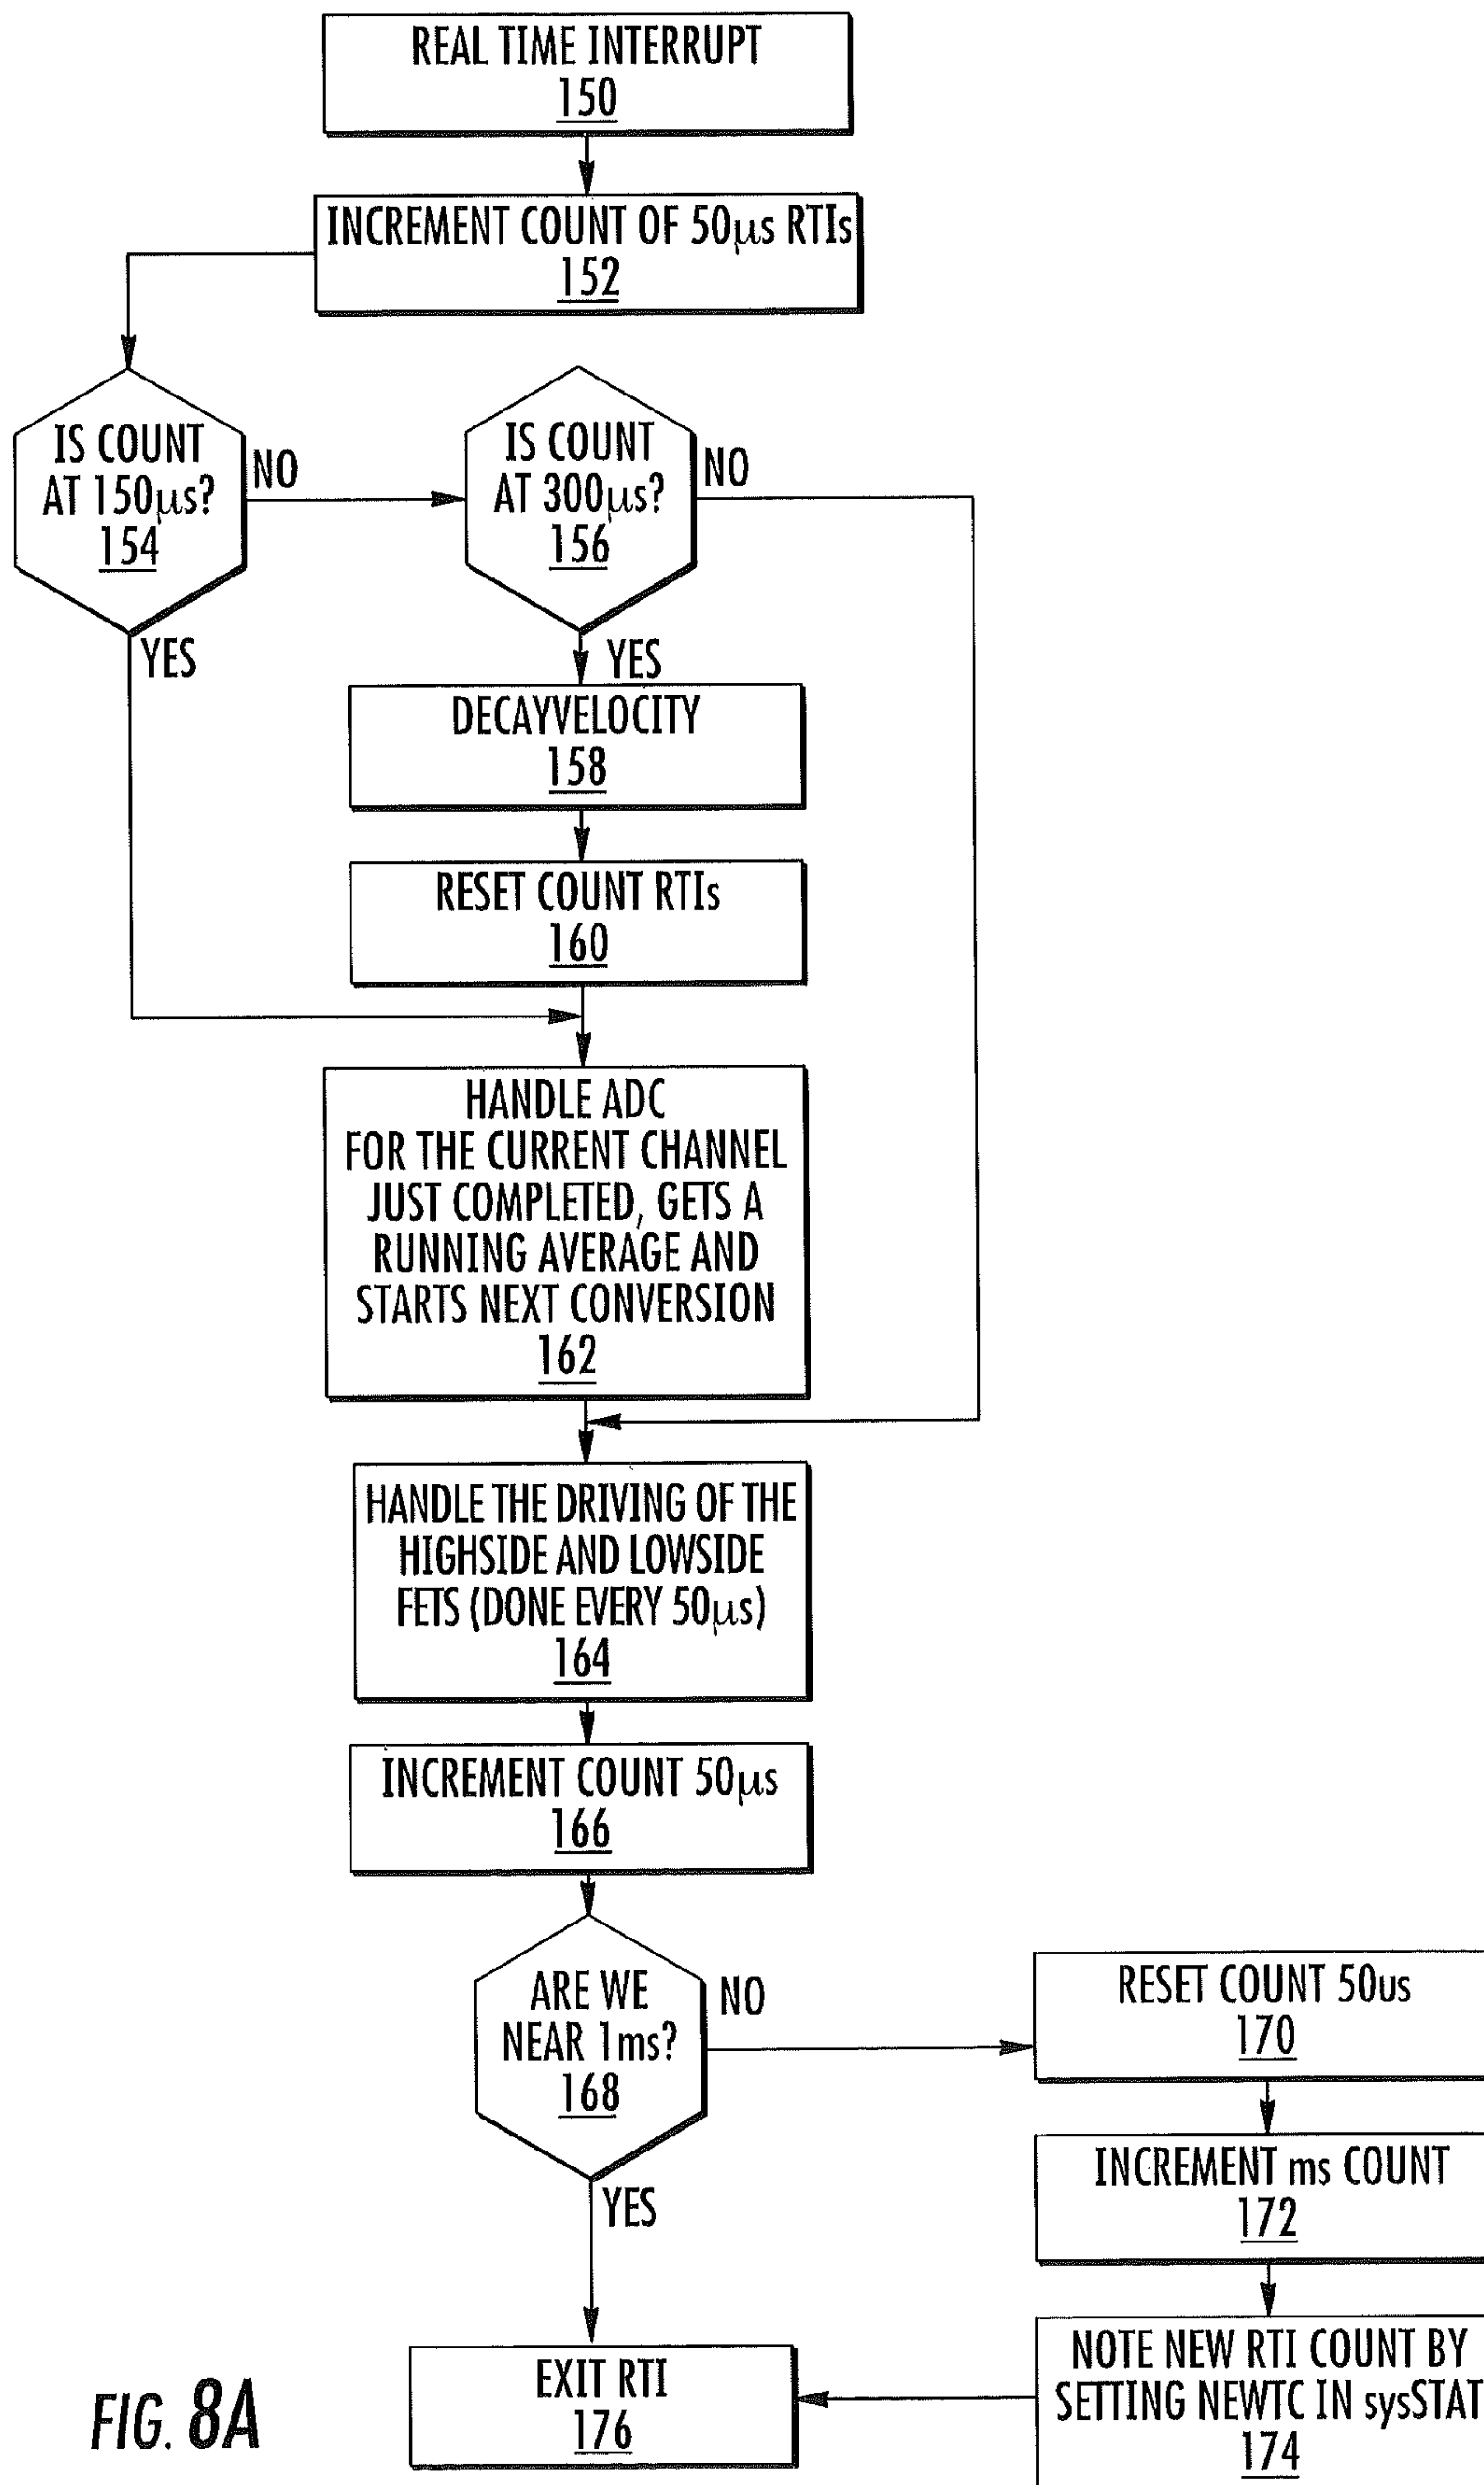 REAL TIME INTERRUPT
150
INCREMENT COUNT OF 50µs RTIs
152
IS COUNT
AT 150µs?
154
NO
YES
IS COUNT
AT 300µs?
156
NO
YES
DECAYVELOCITY
158
RESET COUNT RTIs
160
HANDLE ADC
FOR THE CURRENT CHANNEL
JUST COMPLETED, GETS A
RUNNING AVERAGE AND
STARTS NEXT CONVERSION
162
HANDLE THE DRIVING OF THE
HIGHSIDE AND LOWSIDE
FETS (DONE EVERY 50µs)
164
INCREMENT COUNT 50µs
166
ARE WE
NEAR 1ms?
168
NO
YES
RESET COUNT 50us
170
INCREMENT ms COUNT
172
NOTE NEW RTI COUNT BY
SETTING NEWTC IN sysSTAT
174
EXIT RTI
176
FIG. 8A